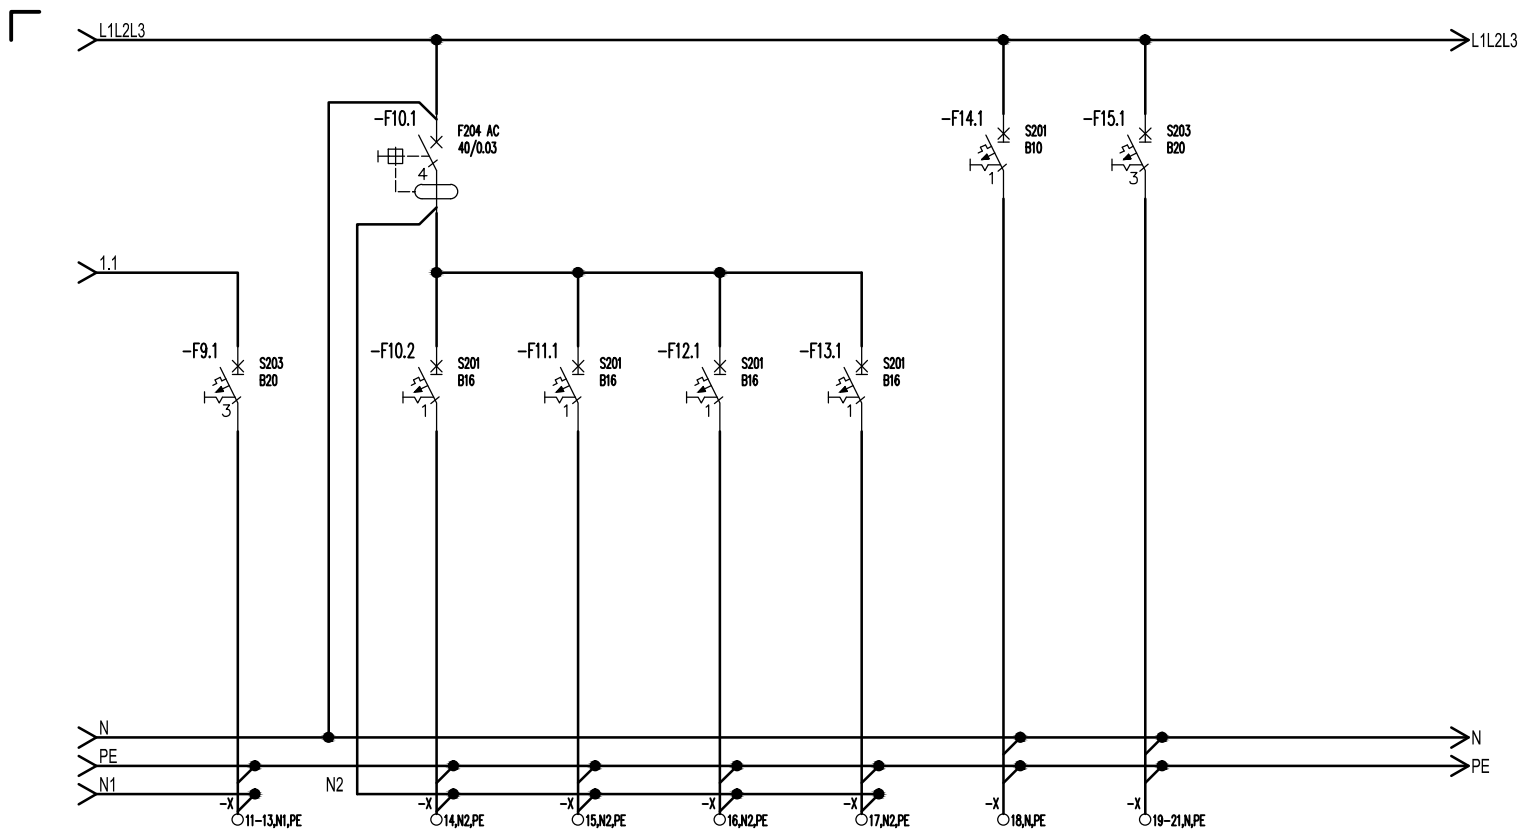 L1L2L3
L1L2L3
-F10.1
F204 AC
40/0.03
4
-F14.1
S201
B10
1
-F15.1
S203
B20
3
1.1
-F9.1
S203
B20
3
-F10.2
S201
B16
1
-F11.1
S201
B16
1
-F12.1
S201
B16
1
-F13.1
S201
B16
1
N
N
PE
PE
N1
N2
-X
11-13,N1,PE
-X
14,N2,PE
-X
15,N2,PE
-X
16,N2,PE
-X
17,N2,PE
-X
18,N,PE
-X
19-21,N,PE